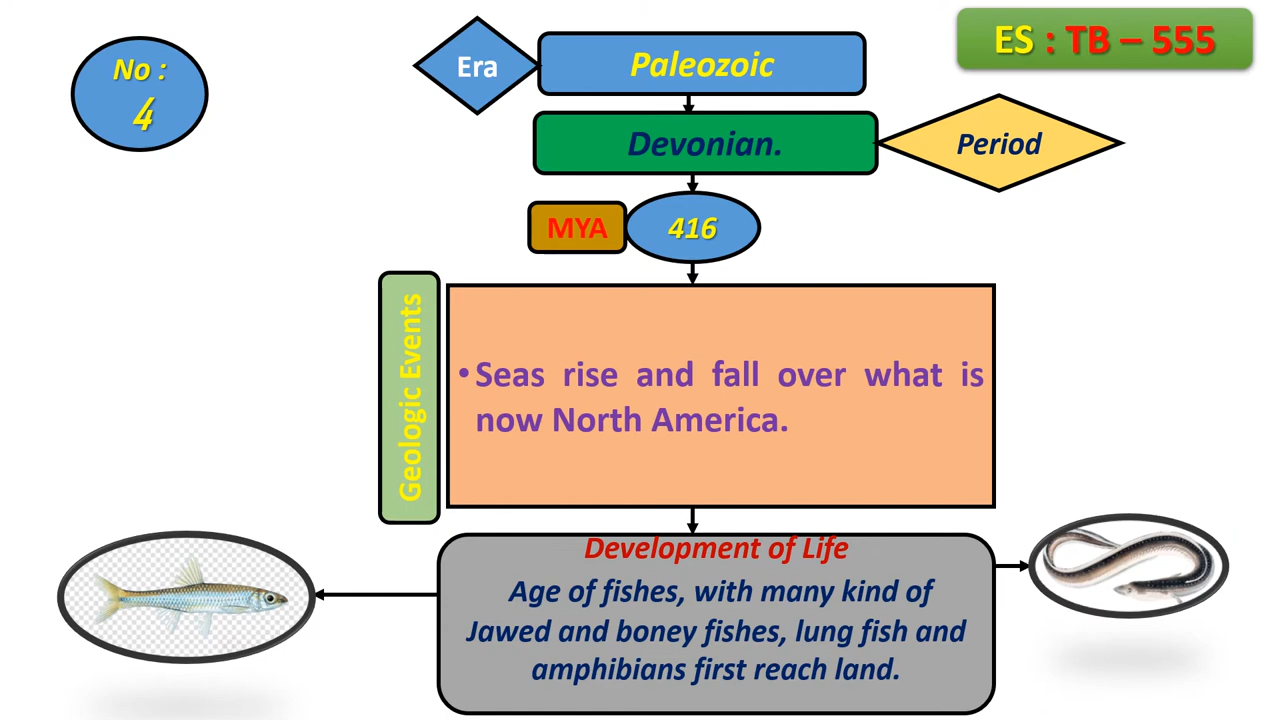 No :
4
Era
Paleozoic
ES : TB – 555
Devonian.
Period
MYA
416
Geologic Events
• Seas rise and fall over what is
now North America.
Development of Life
Age of fishes, with many kind of
Jawed and boney fishes, lung fish and
amphibians first reach land.